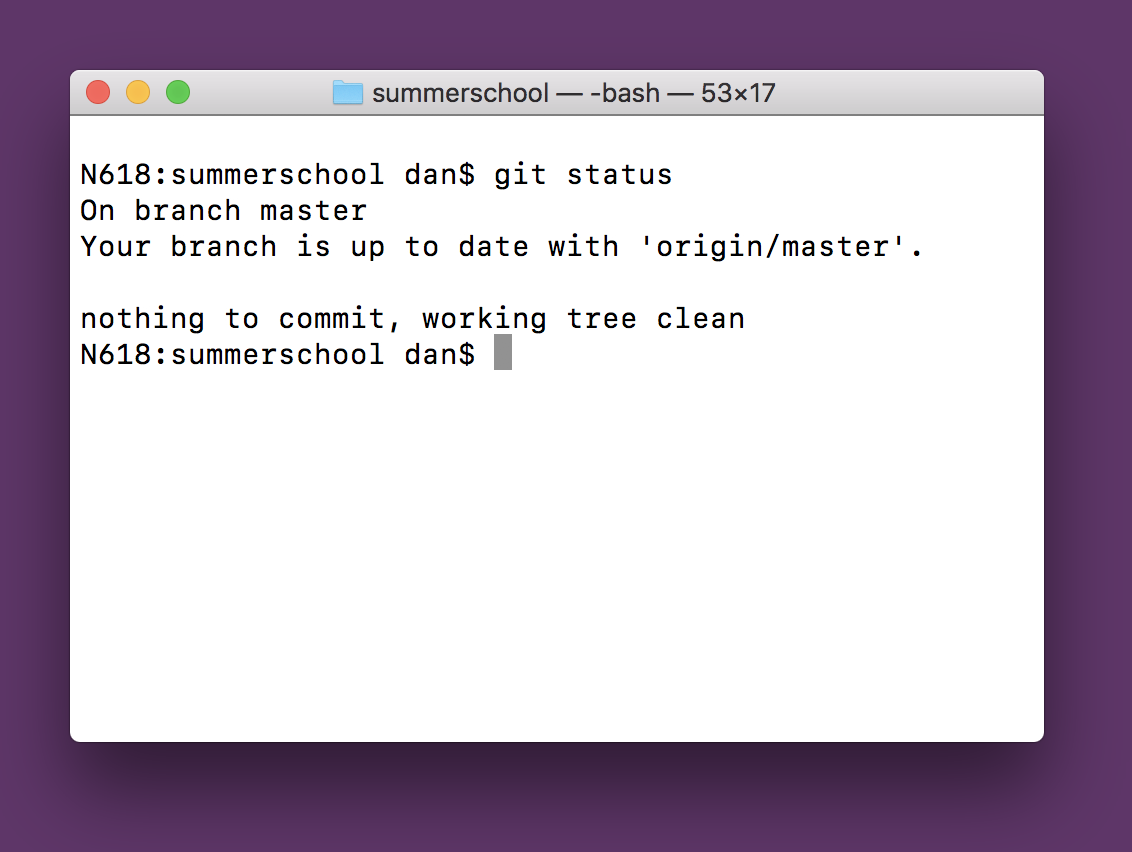 summerschool — -bash — 53×17
N618:summerschool dan$ git status
On branch master
Your branch is up to date with 'origin/master'.
nothing to commit, working tree clean
N618:summerschool dan$